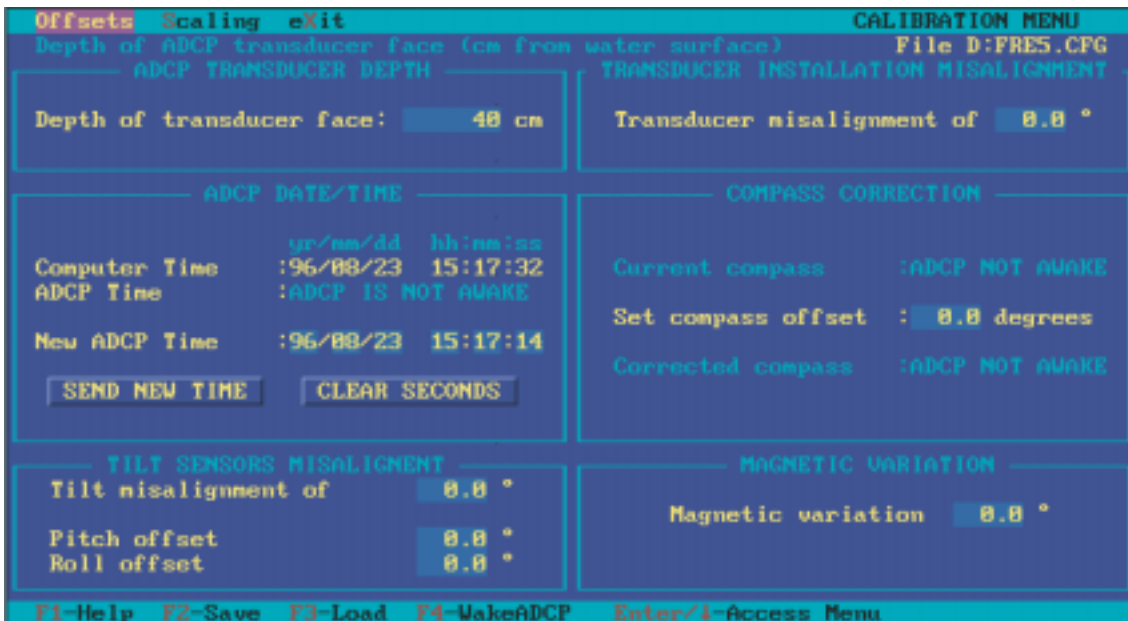 Offsets Scaling eXit CALIBRATION MENU
Depth of ADCP transducer face (cm from water surface) File D:FRE5.CFG
ADCP TRANSDUCER DEPTH
Depth of transducer face: 40 cm
TRANSDUCER INSTALLATION MISALIGNMENT
Transducer misalignment of 0.0 °
ADCP DATE/TIME
yr/mm/dd hh:mm:ss
Computer Time :96/08/23 15:17:32
ADCP Time :ADCP IS NOT AWAKE
New ADCP Time :96/08/23 15:17:14
SEND NEW TIME CLEAR SECONDS
COMPASS CORRECTION
Current compass :ADCP NOT AWAKE
Set compass offset : 0.0 degrees
Corrected compass :ADCP NOT AWAKE
TILT SENSORS MISALIGNENT
Tilt misalignment of 0.0 °
Pitch offset 0.0 °
Roll offset 0.0 °
MAGNETIC VARIATION
Magnetic variation 0.0 °
F1-Help F2-Save F3-Load F4-WakeADCP Enter/↓-Access Menu